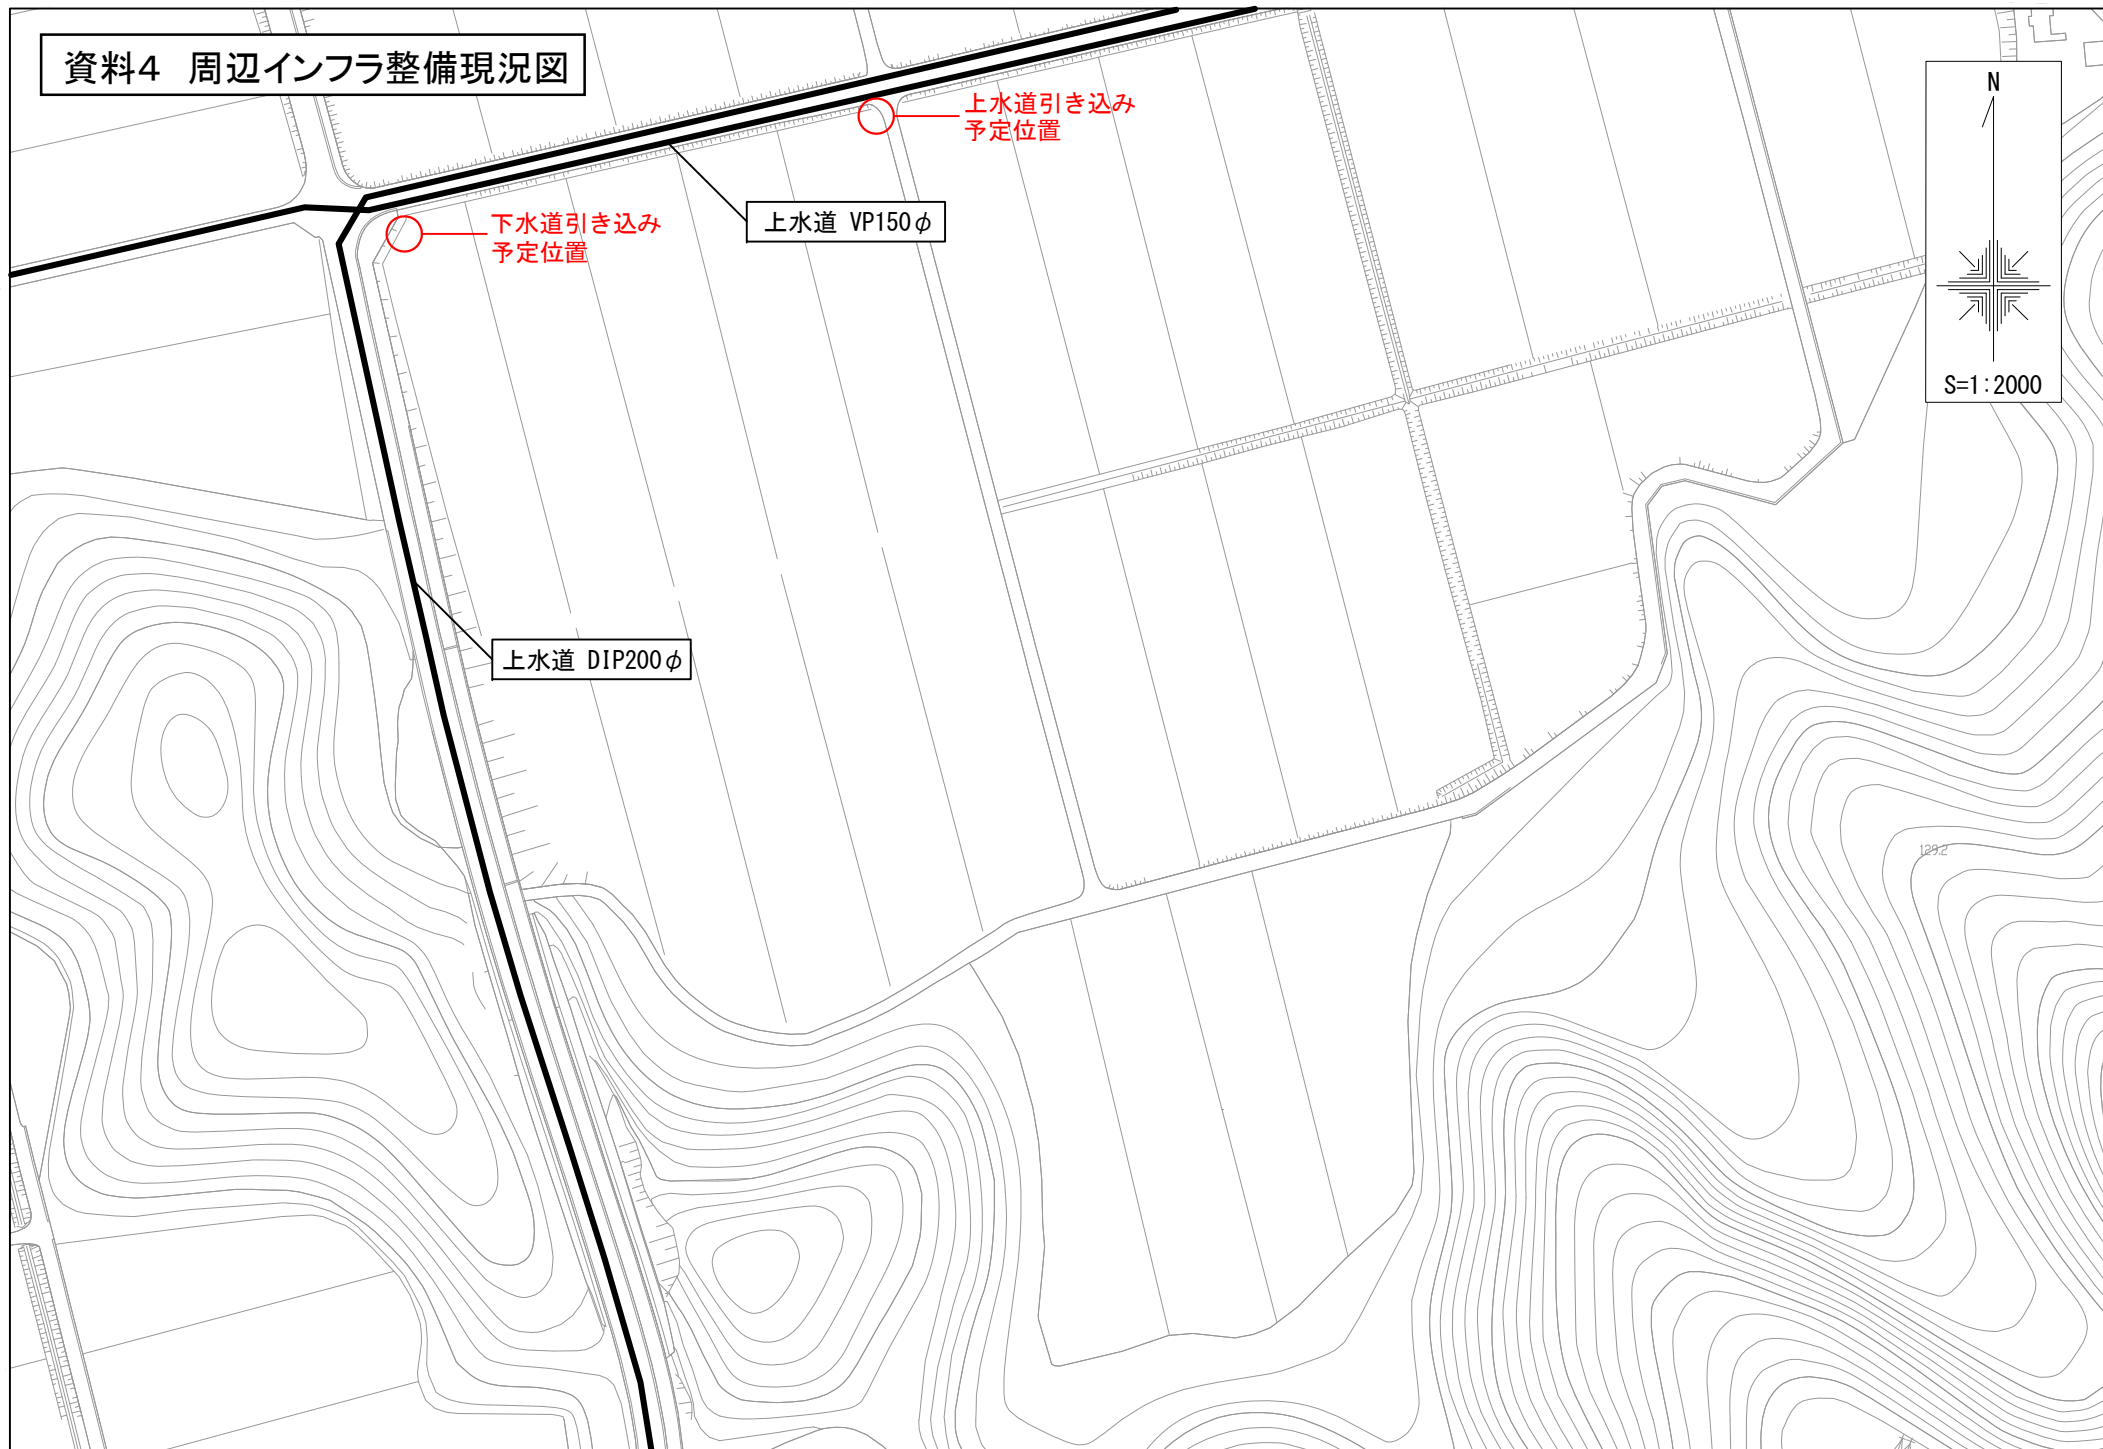 資料4 周辺インフラ整備現況図
N
S=1:2000
上水道引き込み
予定位置
下水道引き込み
予定位置
上水道 VP150φ
上水道 DIP200φ
129.2